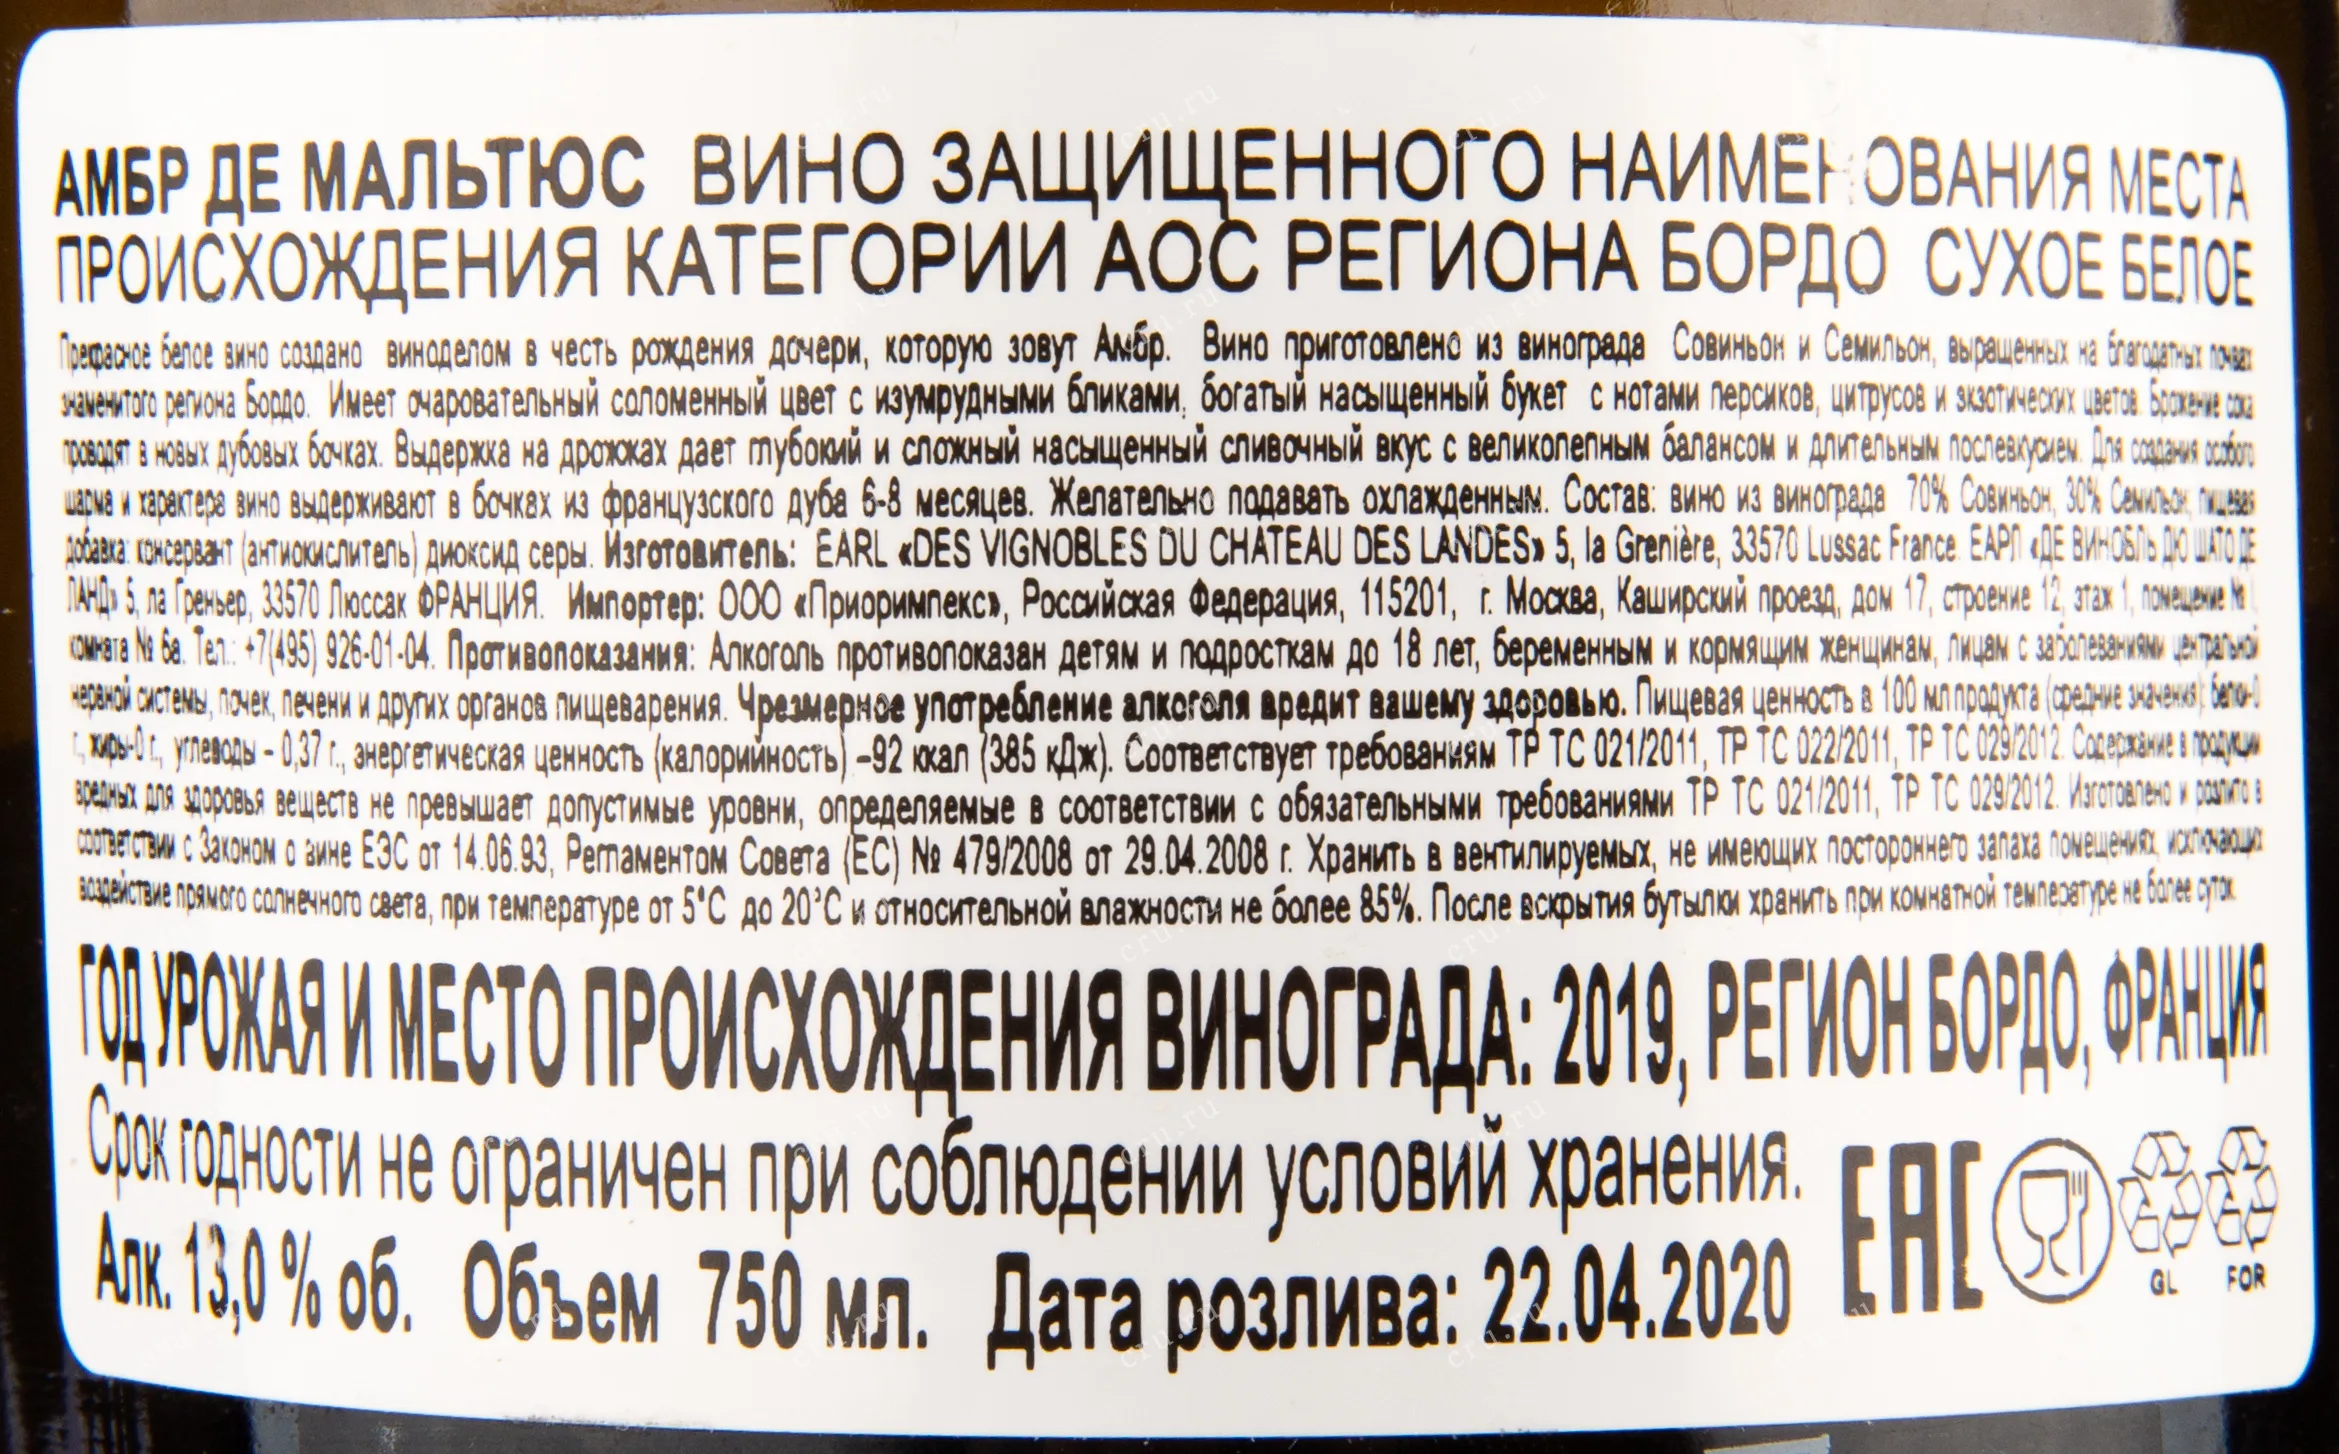 АМБР ДЕ МАЛЬТЮС ВИНО ЗАЩИЩЕННОГО НАИМЕНОВАНИЯ МЕСТА
ПРОИСХОЖДЕНИЯ КАТЕГОРИИ АОС РЕГИОНА БОРДО СУХОЕ БЕЛОЕ
Прекрасное белое вино создано виноделом в честь рождения дочери, которую зовут Амбр. Вино приготовлено из винограда Совиньон и Семильон, выращенных на благодатных почвах
знаменитого региона Бордо. Имеет очаровательный соломенный цвет с изумрудными бликами, богатый насыщенный букет с нотами персиков, цитрусов и экзотических цветов. Брожение сока
проводят в новых дубовых бочках. Выдержка на дрожжах дает глубокий и сложный насыщенный сливочный вкус с великолепным балансом и длительным послевкусием. Для создания особого
шарма и характера вино выдерживают в бочках из французского дуба 6-8 месяцев. Желательно подавать охлажденным. Состав: вино из винограда 70% Совиньон, 30% Семильон; пищевая
добавка: консервант (антиокислитель) диоксид серы. Изготовитель: EARL «DES VIGNOBLES DU CHATEAU DES LANDES» 5, la Grenière, 33570 Lussac France. ЕАРЛ «ДЕ ВИНОБЛЬ ДЮ ШАТО ДЕ
ЛАНД» 5, ла Греньер, 33570 Люссак ФРАНЦИЯ. Импортер: ООО «Приоримпекс», Российская Федерация, 115201, г. Москва, Каширский проезд, дом 17, строение 12, этаж 1, помещение № I,
комната № 6а. Тел.: +7(495) 926-01-04. Противопоказания: Алкоголь противопоказан детям и подросткам до 18 лет, беременным и кормящим женщинам, лицам с заболеваниями центральной
нервной системы, почек, печени и других органов пищеварения. Чрезмерное употребление алкоголя вредит вашему здоровью. Пищевая ценность в 100 мл продукта (средние значения): белки-0
г., жиры-0 г., углеводы – 0,37 г., энергетическая ценность (калорийность) –92 ккал (385 кДж). Соответствует требованиям ТР ТС 021/2011, ТР ТС 022/2011, ТР ТС 029/2012. Содержание в продукции
вредных для здоровья веществ не превышает допустимые уровни, определяемые в соответствии с обязательными требованиями ТР ТС 021/2011, ТР ТС 029/2012. Изготовлено и розлито в
соответствии с Законом о вине ЕЭС от 14.06.93, Регламентом Совета (ЕС) № 479/2008 от 29.04.2008 г. Хранить в вентилируемых, не имеющих постороннего запаха помещениях, исключающих
воздействие прямого солнечного света, при температуре от 5°С до 20°С и относительной влажности не более 85%. После вскрытия бутылки хранить при комнатной температуре не более суток.
ГОД УРОЖАЯ И МЕСТО ПРОИСХОЖДЕНИЯ ВИНОГРАДА: 2019, РЕГИОН БОРДО, ФРАНЦИЯ
Срок годности не ограничен при соблюдении условий хранения.
Алк. 13,0 % об. Объем 750 мл. Дата розлива: 22.04.2020
EAC
GL FOR